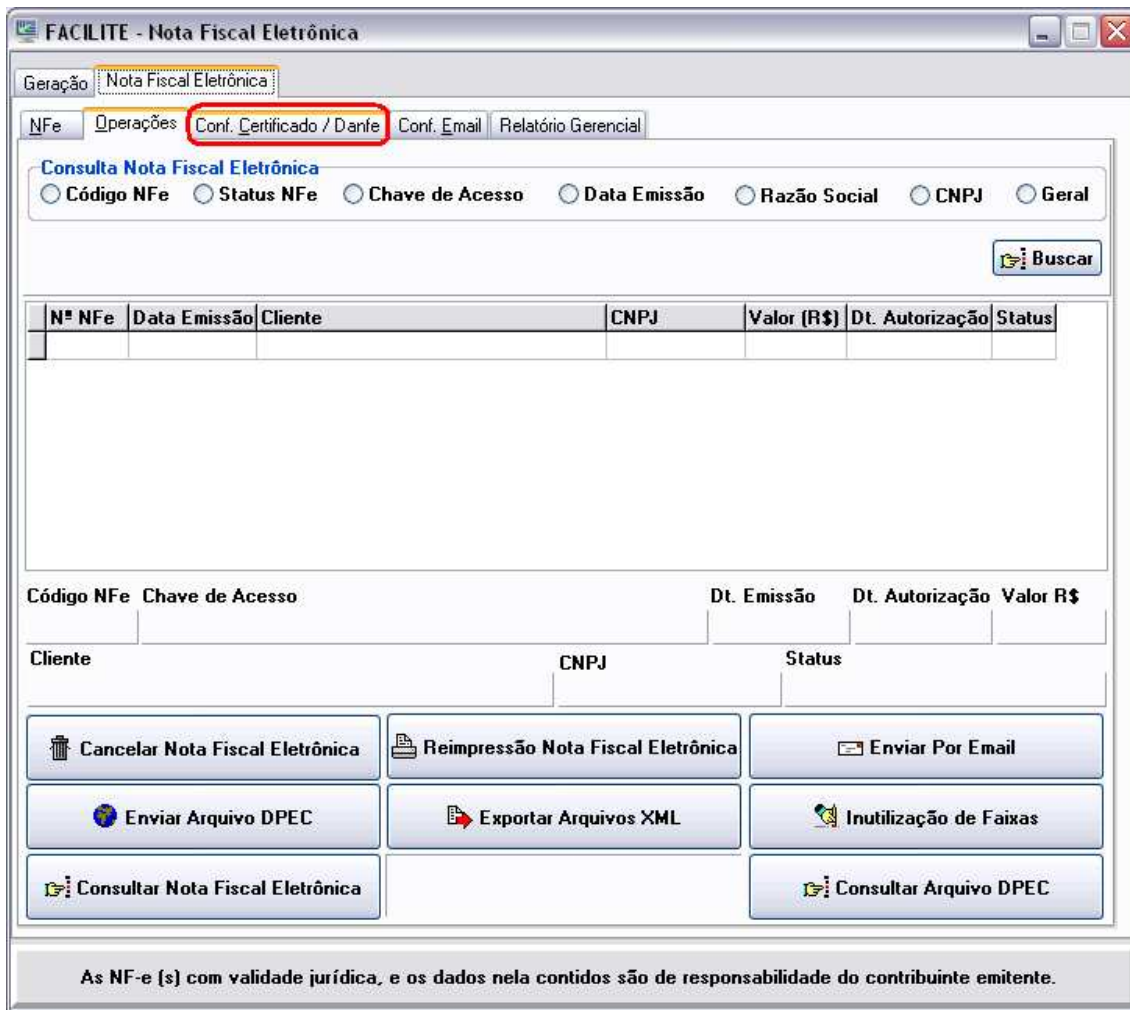 FACILITE - Nota Fiscal Eletrônica
Geração Nota Fiscal Eletrônica
NFe Operações Conf. Certificado / Danfe Conf. Email Relatório Gerencial
Consulta Nota Fiscal Eletrônica
Código NFe Status NFe Chave de Acesso Data Emissão Razão Social CNPJ Geral
Buscar
Nª NFe Data Emissão Cliente CNPJ Valor (R$) Dt. Autorização Status
Código NFe Chave de Acesso Dt. Emissão Dt. Autorização Valor R$
Cliente CNPJ Status
Cancelar Nota Fiscal Eletrônica Reimpressão Nota Fiscal Eletrônica Enviar Por Email
Enviar Arquivo DPEC Exportar Arquivos XML Inutilização de Faixas
Consultar Nota Fiscal Eletrônica Consultar Arquivo DPEC
As NF-e (s) com validade jurídica, e os dados nela contidos são de responsabilidade do contribuinte emitente.